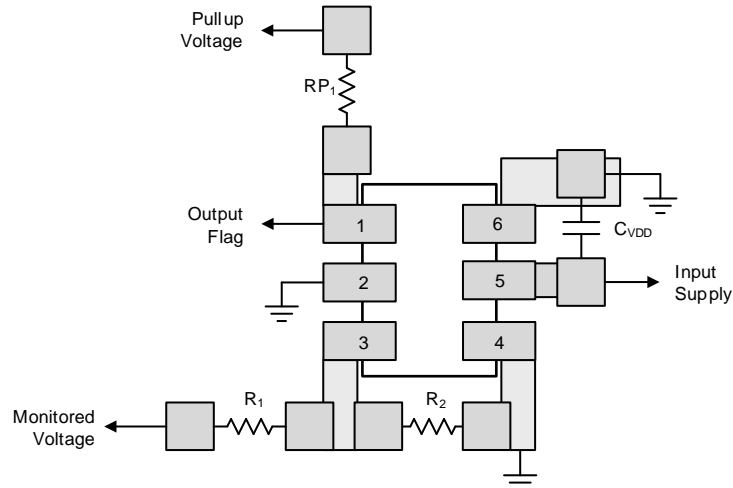 Pullup
Voltage
RP1
Output
Flag
1
6
CVDD
2
5
Input
Supply
3
4
R1
R2
Monitored
Voltage